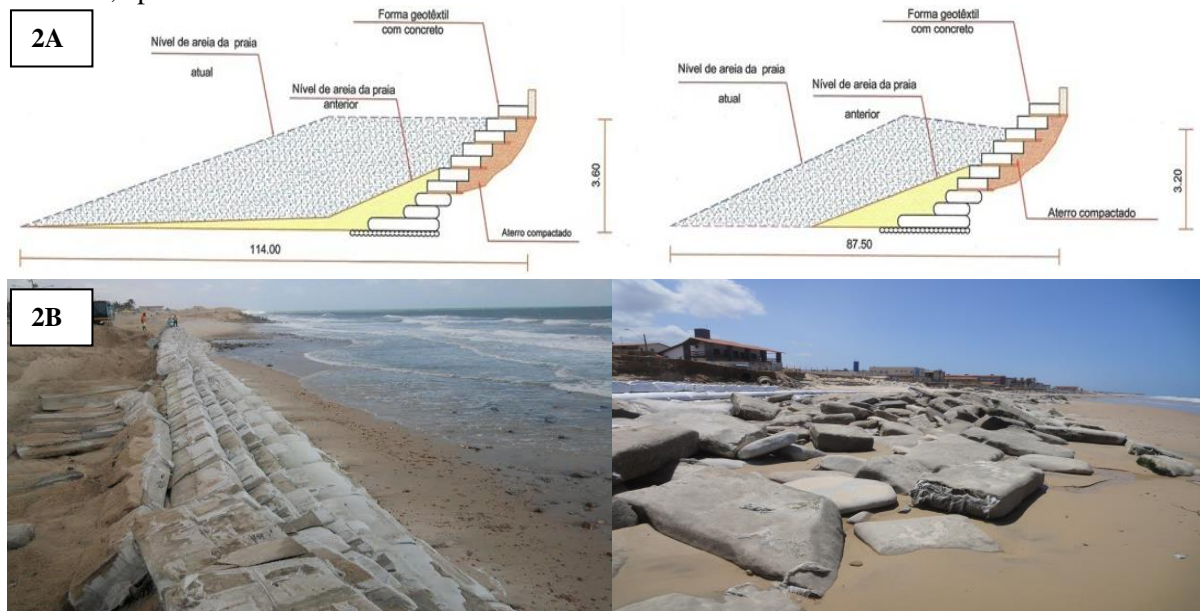 2A
Forma geotêxtil
com concreto
Nível de areia da praia
atual
Nível de areia da praia
anterior
3.60
Aterro compactado
114.00
Forma geotêxtil
com concreto
Nível de areia da praia
atual
Nível de areia da praia
anterior
3.20
Aterro compactado
87.50
2B